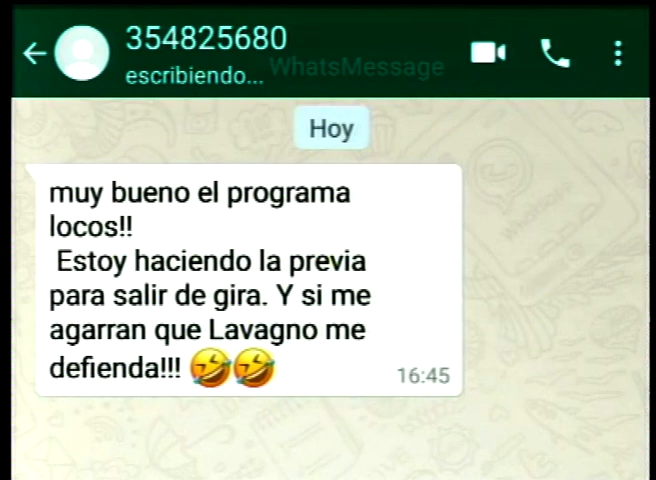 354825680
escribiendo...
WhatsMessage
Hoy
muy bueno el programa
locos!!
Estoy haciendo la previa
para salir de gira. Y si me
agarran que Lavagno me
defienda!!! 🤣🤣
16:45